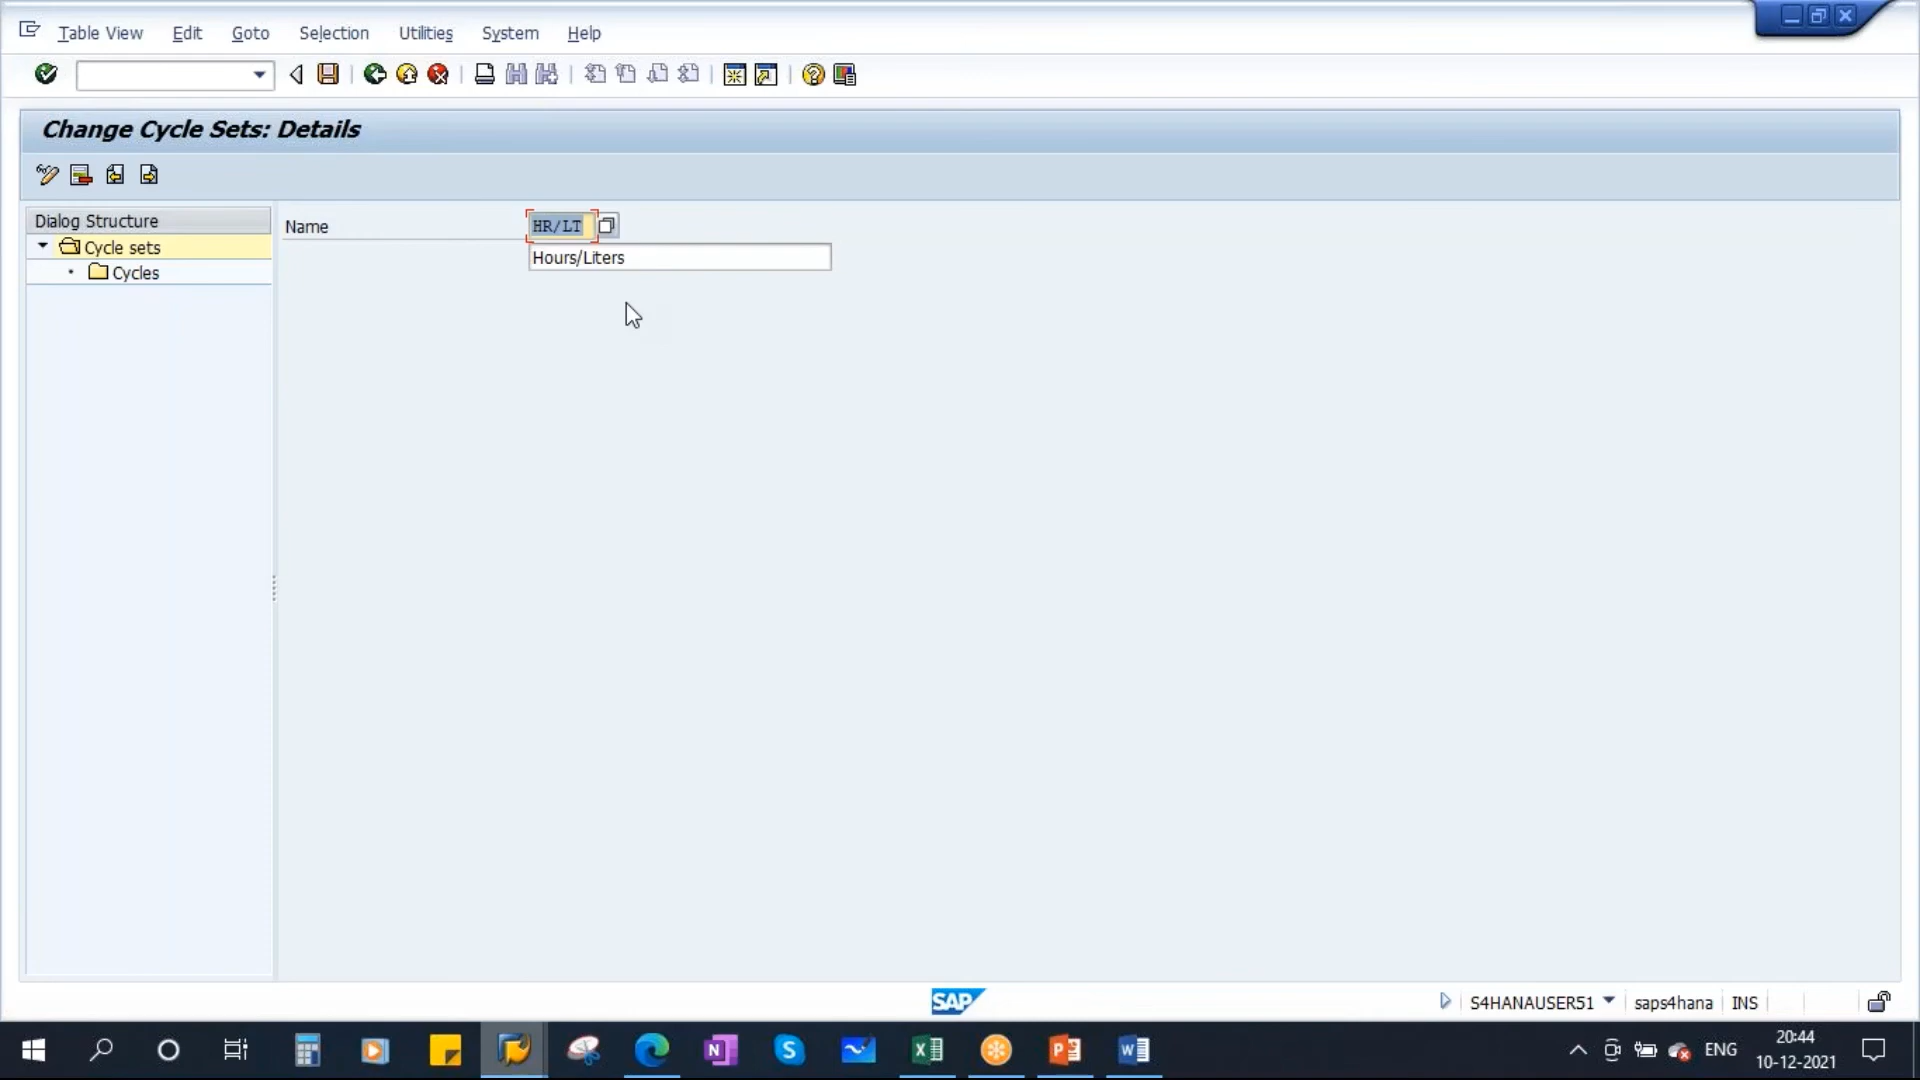 Table View Edit Goto Selection Utilities System Help
Change Cycle Sets: Details
Dialog Structure
Cycle sets
Cycles
Name HR/LT
Hours/Liters
SAP
S4HANAUSER51 saps4hana INS
ENG
20:44
10-12-2021